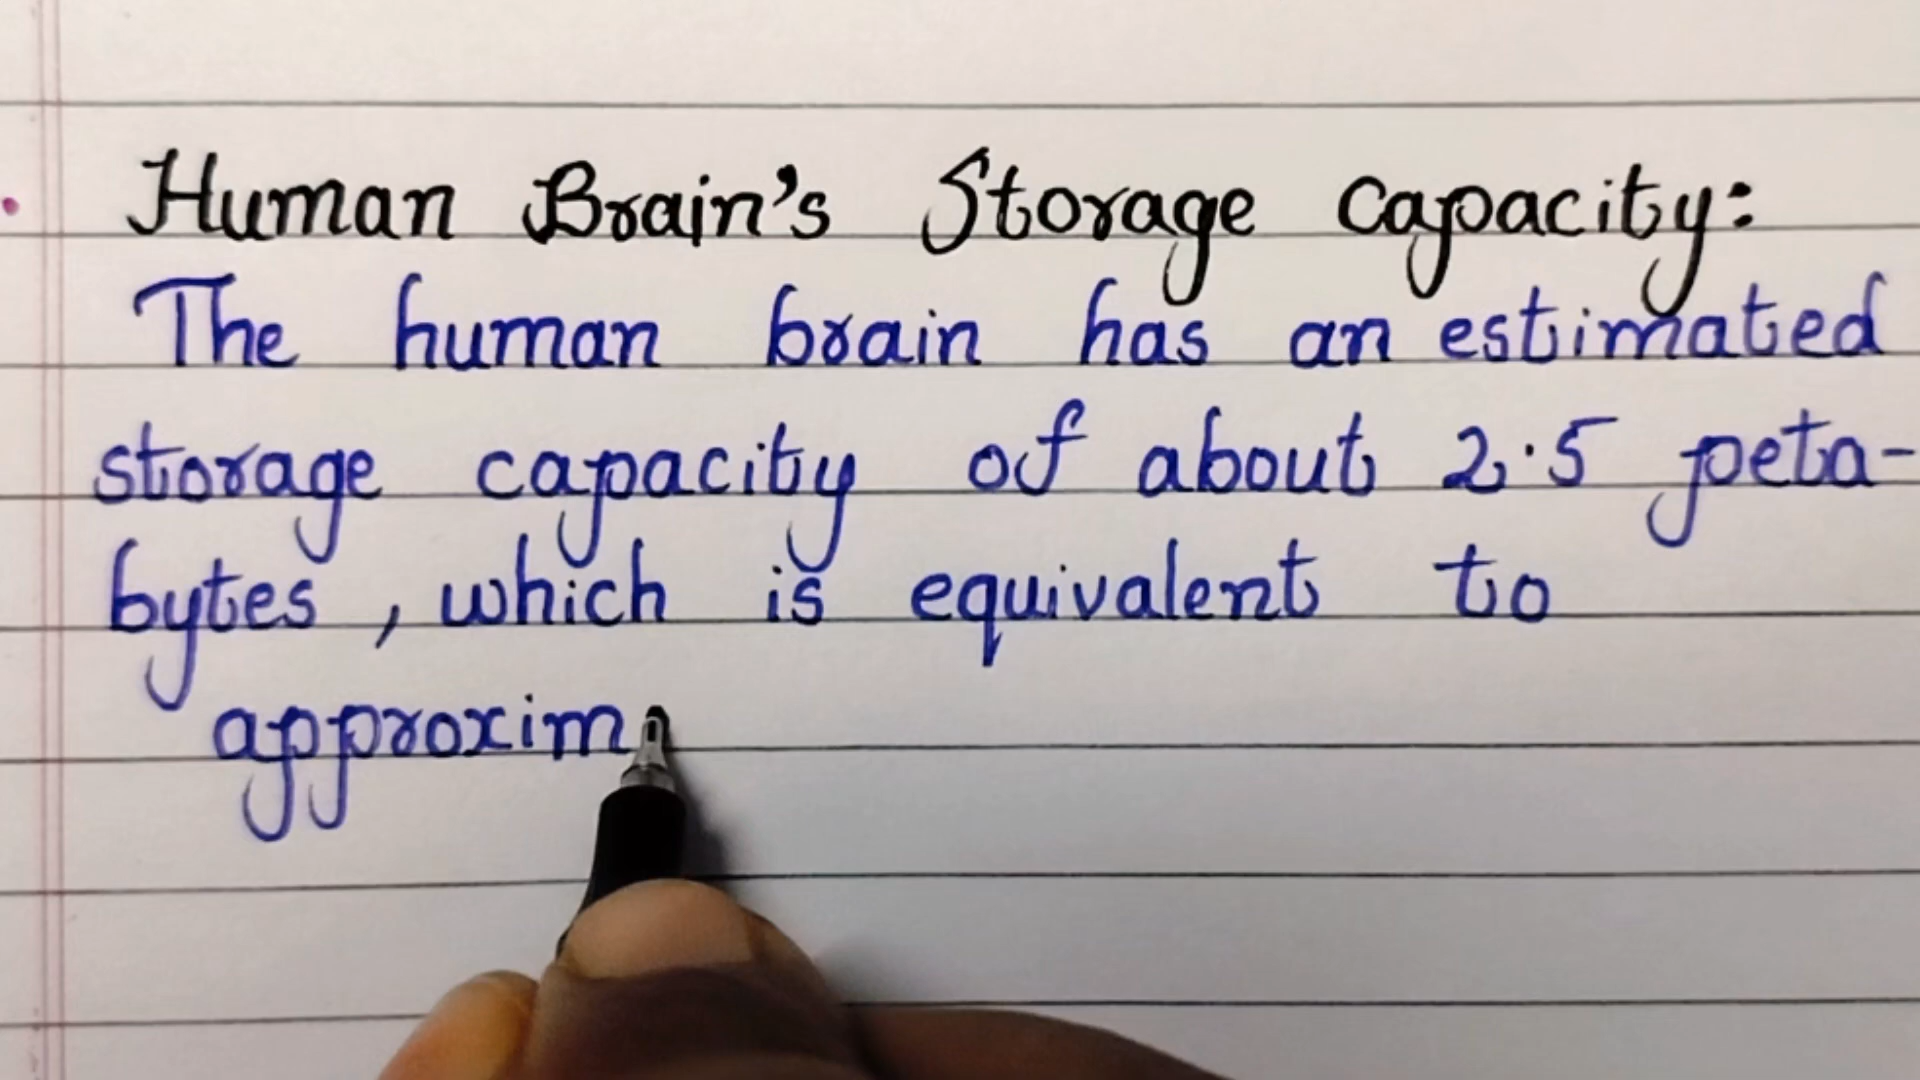 Human Brain's Storage Capacity:
The human brain has an estimated
storage capacity of about 2.5 peta-
bytes, which is equivalent to
approxim